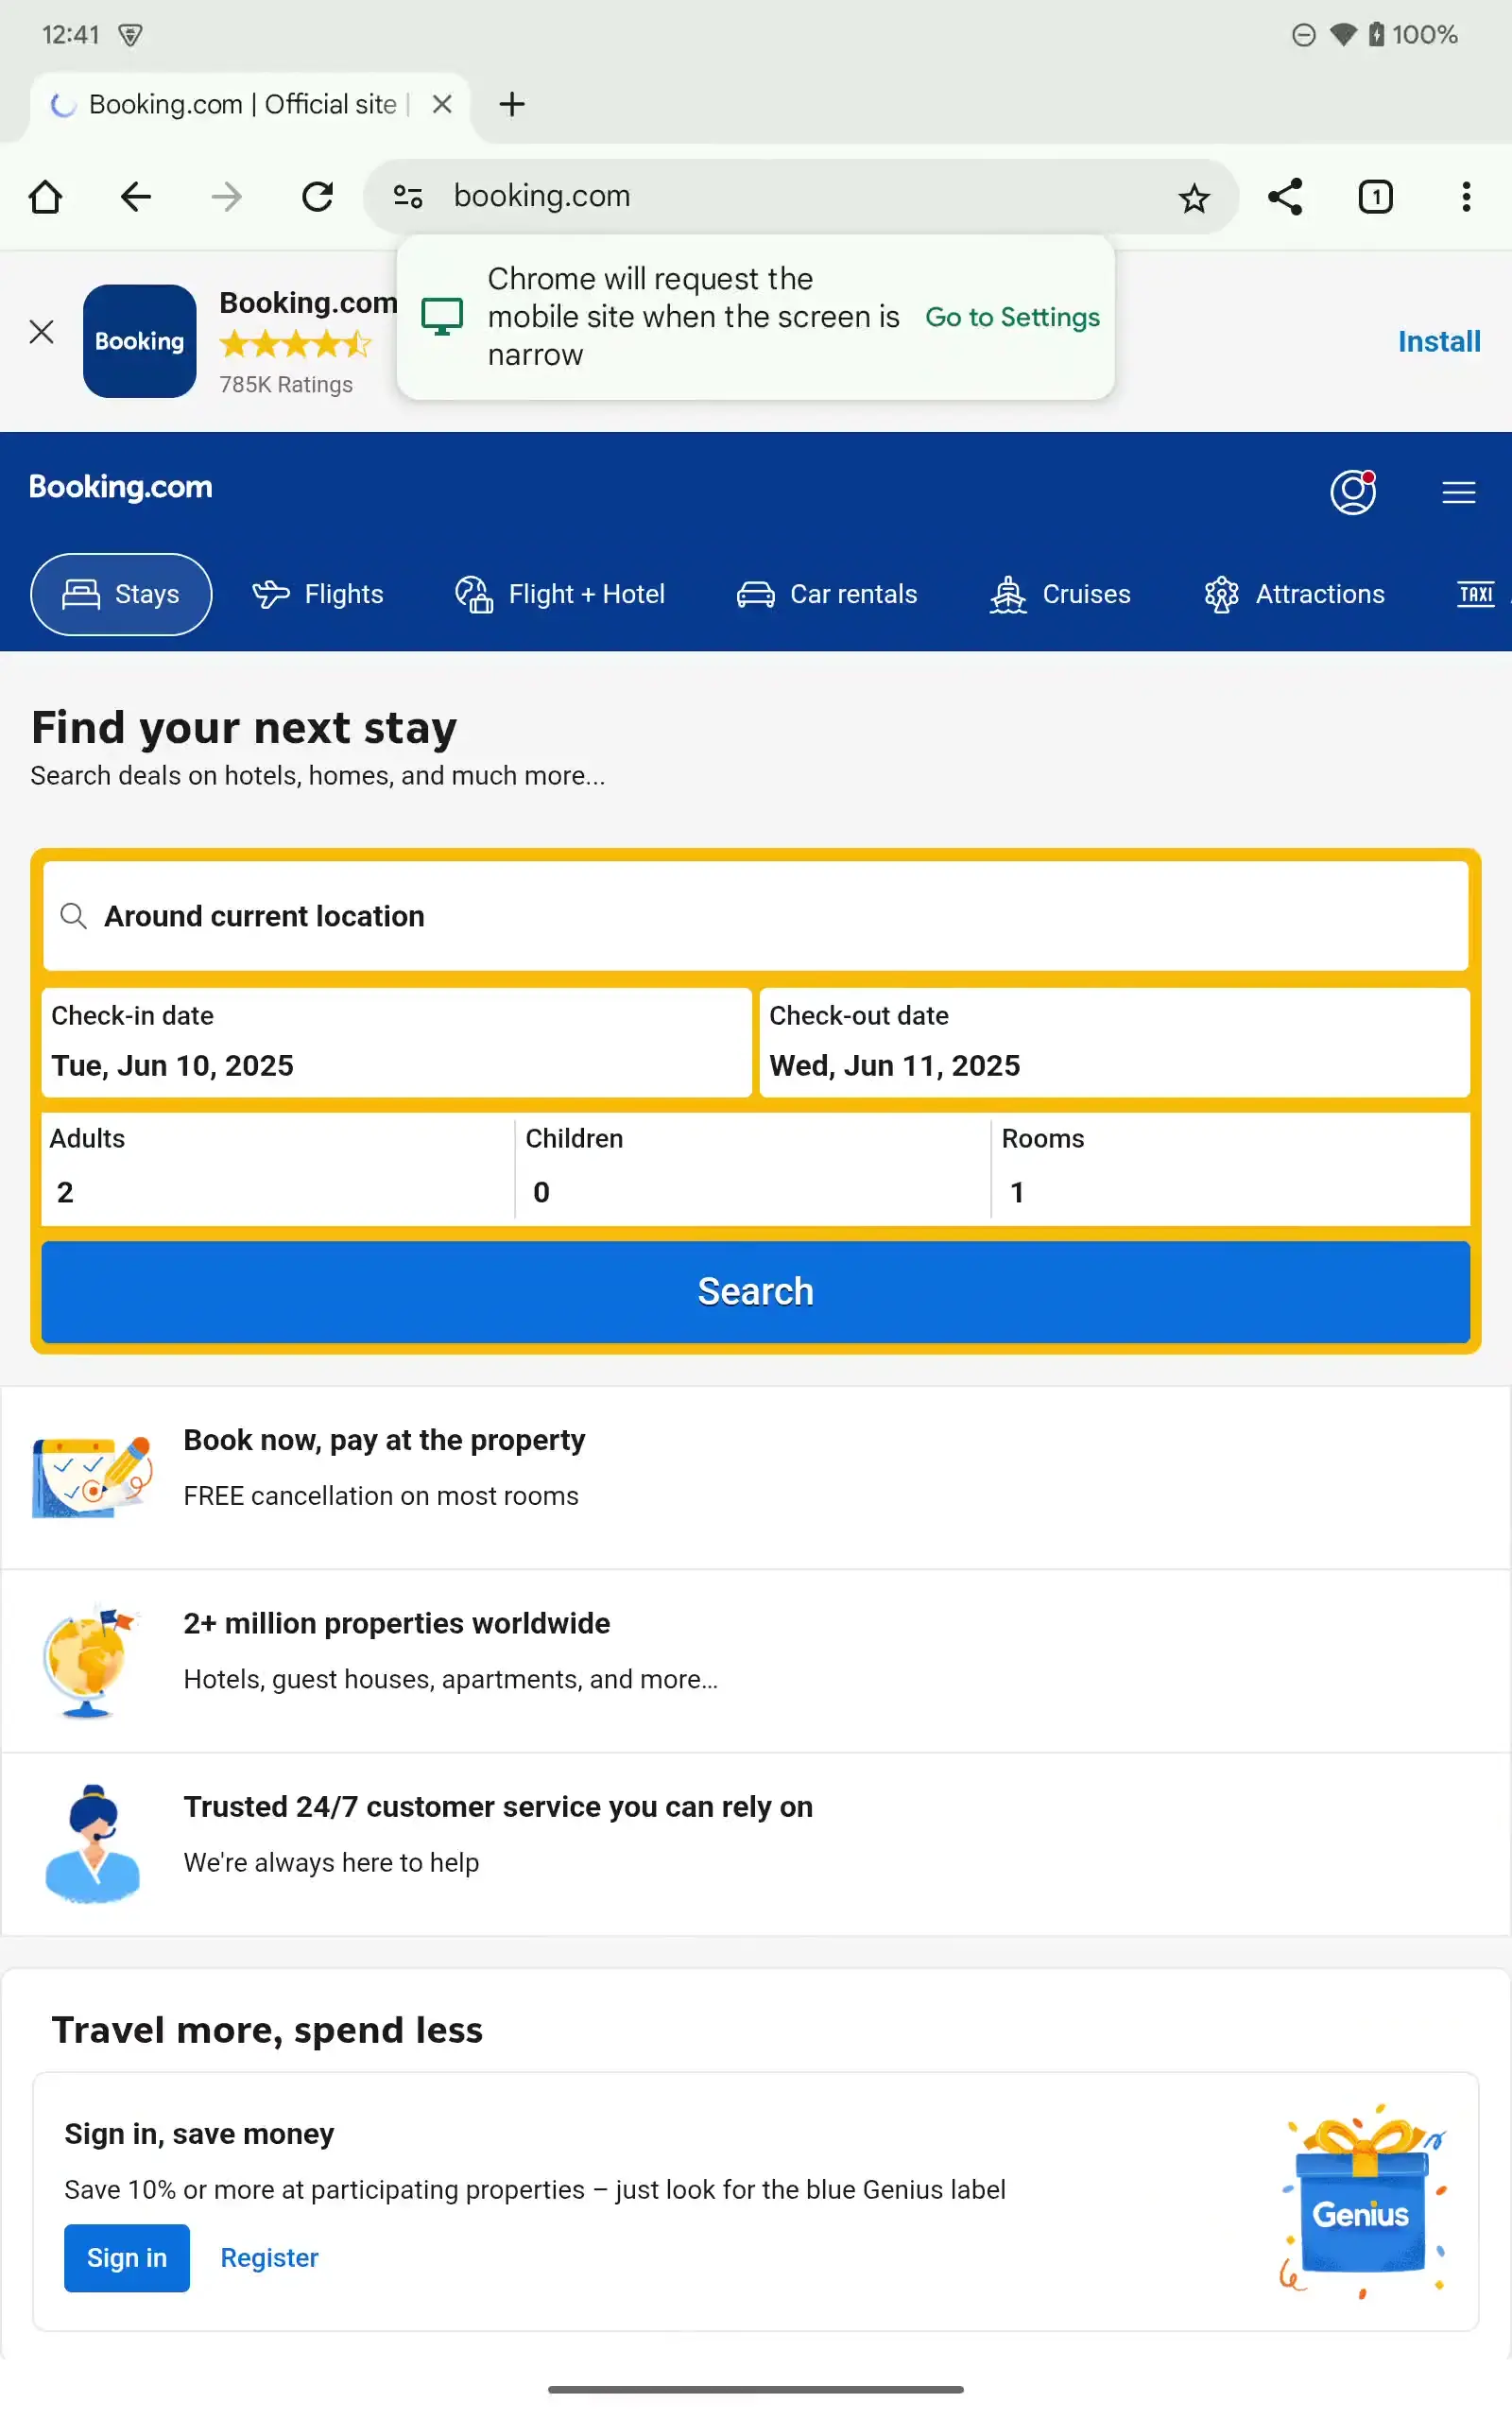 12:41
100%
Booking.com | Official site |
booking.com
1
Chrome will request the
mobile site when the screen is
narrow
Go to Settings
Booking
Booking.com
785K Ratings
Install
Booking.com
Stays
Flights
Flight + Hotel
Car rentals
Cruises
Attractions
TAXI
Find your next stay
Search deals on hotels, homes, and much more...
Around current location
Check-in date
Tue, Jun 10, 2025
Check-out date
Wed, Jun 11, 2025
Adults
2
Children
0
Rooms
1
Search
Book now, pay at the property
FREE cancellation on most rooms
2+ million properties worldwide
Hotels, guest houses, apartments, and more...
Trusted 24/7 customer service you can rely on
We're always here to help
Travel more, spend less
Sign in, save money
Save 10% or more at participating properties – just look for the blue Genius label
Sign in
Register
Genius